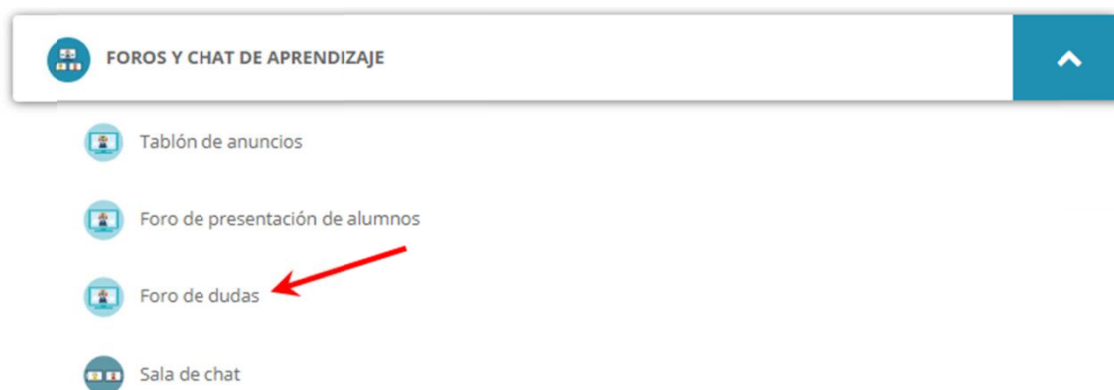 FOROS Y CHAT DE APRENDIZAJE
Tablón de anuncios
Foro de presentación de alumnos
Foro de dudas
Sala de chat